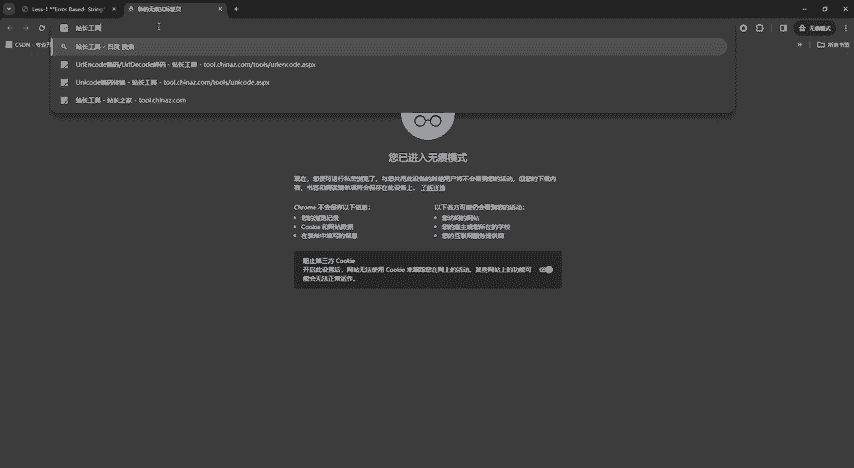 Less-1 **Error Based- String
您的无痕式标签页
站长工具
无痕模式
CSDN - 专业开
所有书签
站长工具 - 百度 搜索
UrlEncode编码/UrlDecode解码 - 站长工具 - tool.chinaz.com/tools/urlencode.aspx
Unicode编码转换 - 站长工具 - tool.chinaz.com/tools/unicode.aspx
站长工具 - 站长之家 - tool.chinaz.com
您已进入无痕模式
现在，您便可进行私密浏览了。与您共用此设备的其他用户将不会看到您的活动，但您的下载内
容、书签和阅读清单项将会保存在此设备上。 了解详情
Chrome 不会保存以下信息：
您的浏览记录
Cookie 和网站数据
在表单中填写的信息
以下各方可能仍会看到您的活动：
您访问的网站
您的雇主或您所在的学校
您的互联网服务提供商
阻止第三方 Cookie
开启此设置后，网站无法使用 Cookie 来跟踪您在网上的活动。某些网站上的功能可
能会无法正常运作。